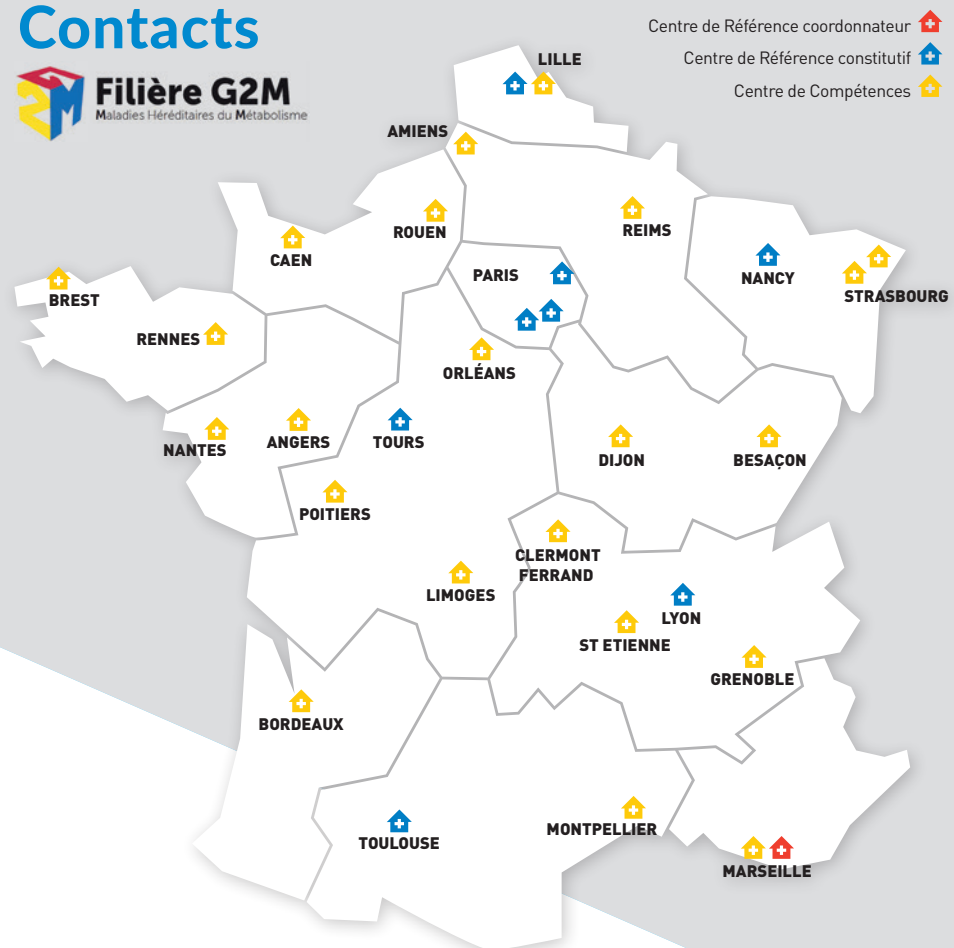 Contacts
Filière G2M
Maladies Héréditaires du Métabolisme
Centre de Référence coordonnateur
Centre de Référence constitutif
Centre de Compétences
LILLE
AMIENS
ROUEN
REIMS
CAEN
PARIS
NANCY
BREST
STRASBOURG
RENNES
ORLÉANS
NANTES
ANGERS
TOURS
DIJON
BESAÇON
POITIERS
CLERMONT
FERRAND
LIMOGES
LYON
ST ETIENNE
GRENOBLE
BORDEAUX
TOULOUSE
MONTPELLIER
MARSEILLE